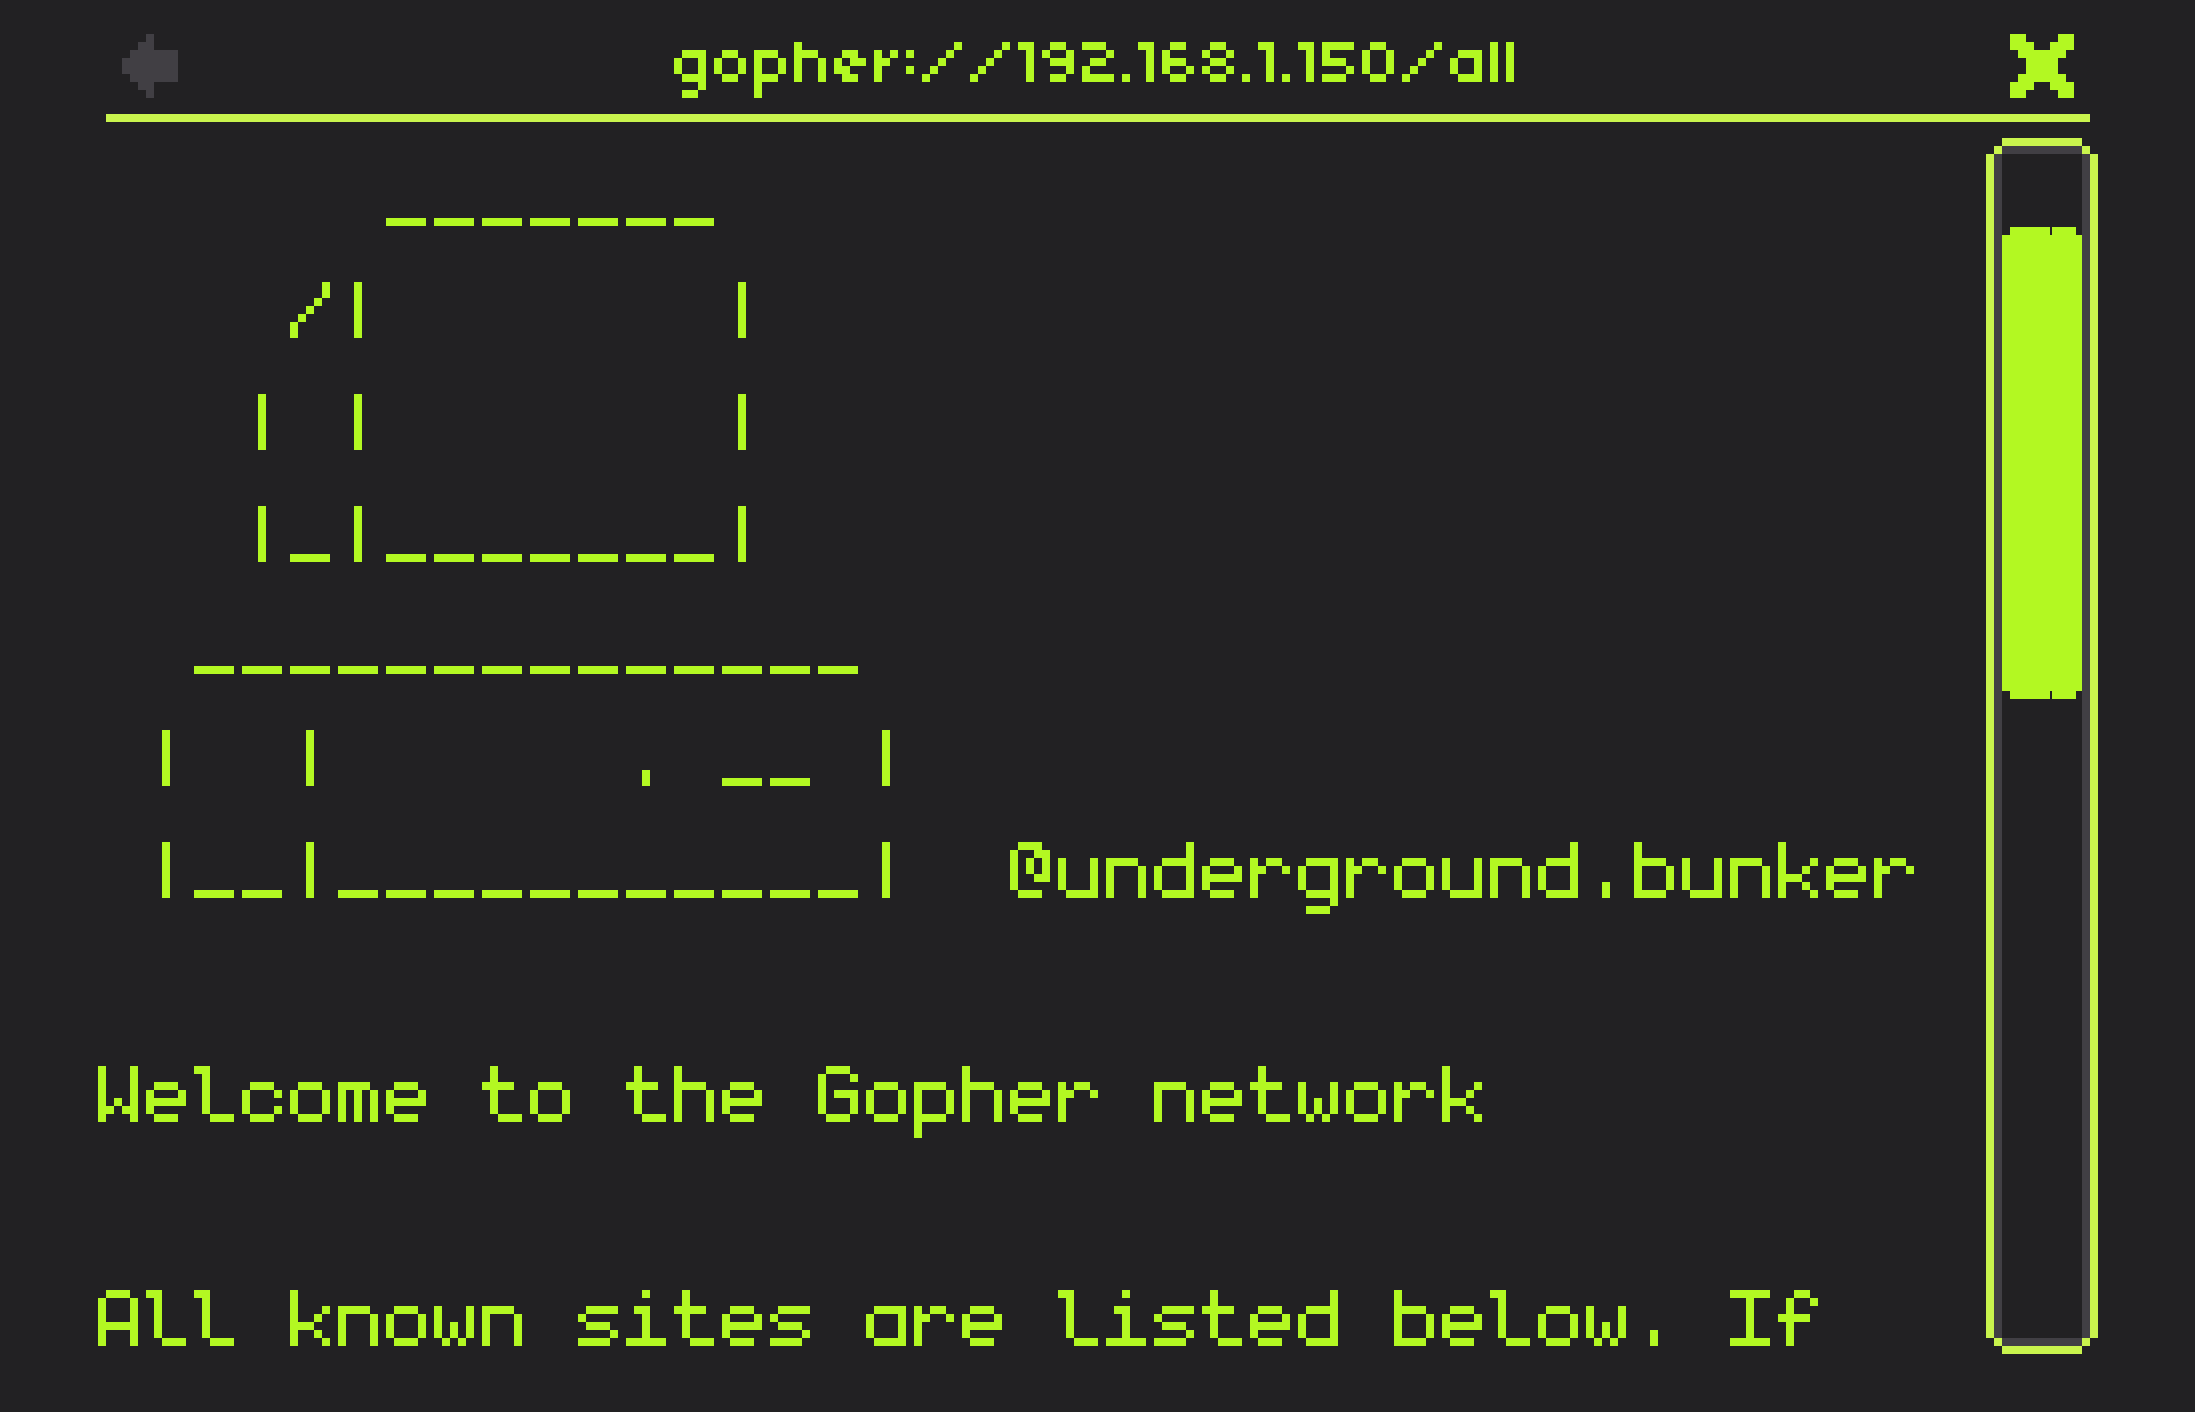 gopher://192.168.1.150/all
_______
/|        |
|  |        |
| _ | _______ |
______________
|   |       .  __  |
| __ | ___________ |   @underground.bunker
Welcome to the Gopher network
All known sites are listed below. If